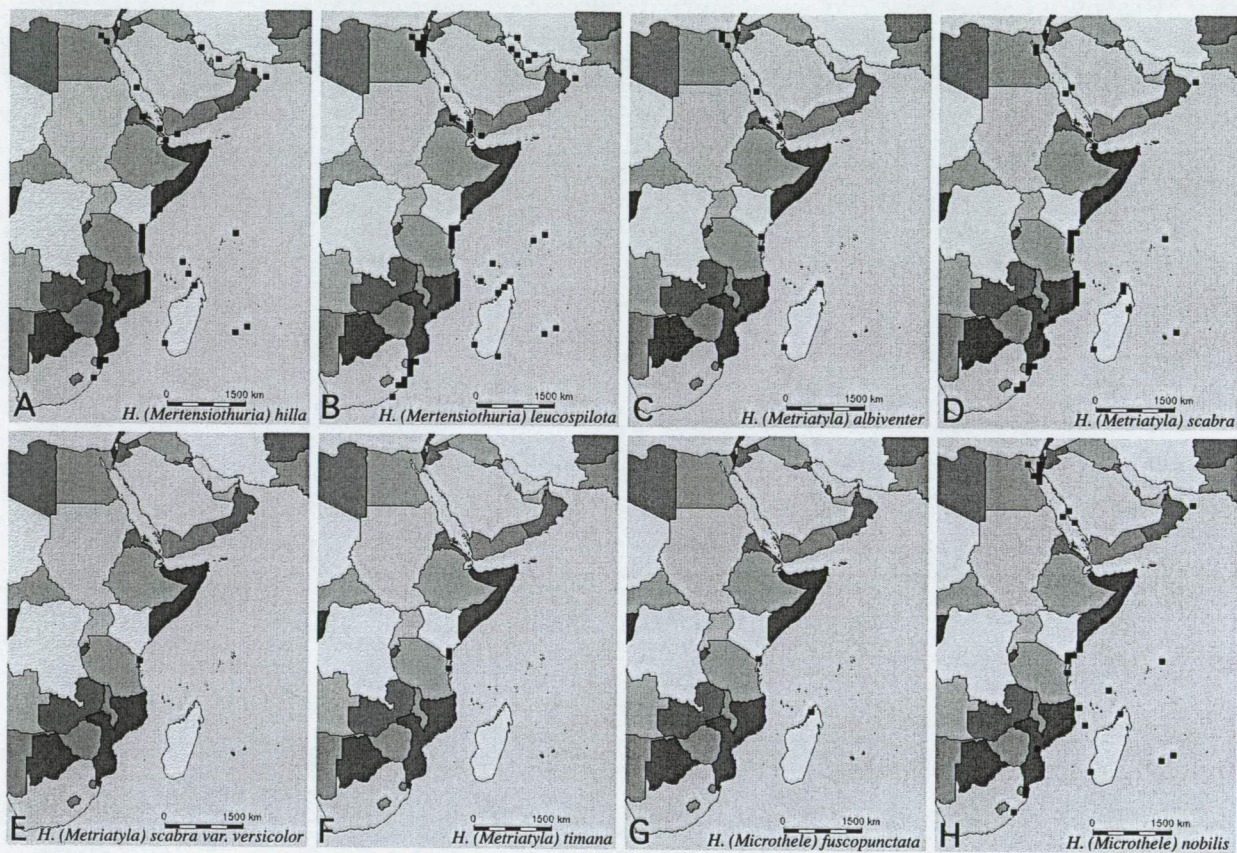 0 1500 km
A H. (Mertensiothuria) hilla
0 1500 km
B H. (Mertensiothuria) leucospilota
0 1500 km
C H. (Metriatyla) albiventer
0 1500 km
D H. (Metriatyla) scabra
0 1500 km
E H. (Metriatyla) scabra var. versicolor
0 1500 km
F H. (Metriatyla) timana
0 1500 km
G H. (Microthele) fuscopunctata
0 1500 km
H H. (Microthele) nobilis